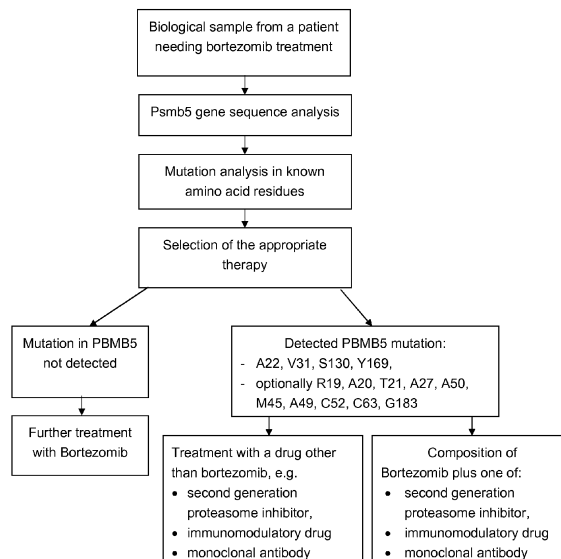 Biological sample from a patient
needing bortezomib treatment
Psmb5 gene sequence analysis
Mutation analysis in known
amino acid residues
Selection of the appropriate
therapy
Mutation in PBMB5
not detected
Further treatment
with Bortezomib
Detected PBMB5 mutation:
- A22, V31, S130, Y169,
- optionally R19, A20, T21, A27, A50,
M45, A49, C52, C63, G183
Treatment with a drug other
than bortezomib, e.g.
• second generation
proteasome inhibitor,
• immunomodulatory drug
• monoclonal antibody
Composition of
Bortezomib plus one of:
• second generation
proteasome inhibitor,
• immunomodulatory drug
• monoclonal antibody